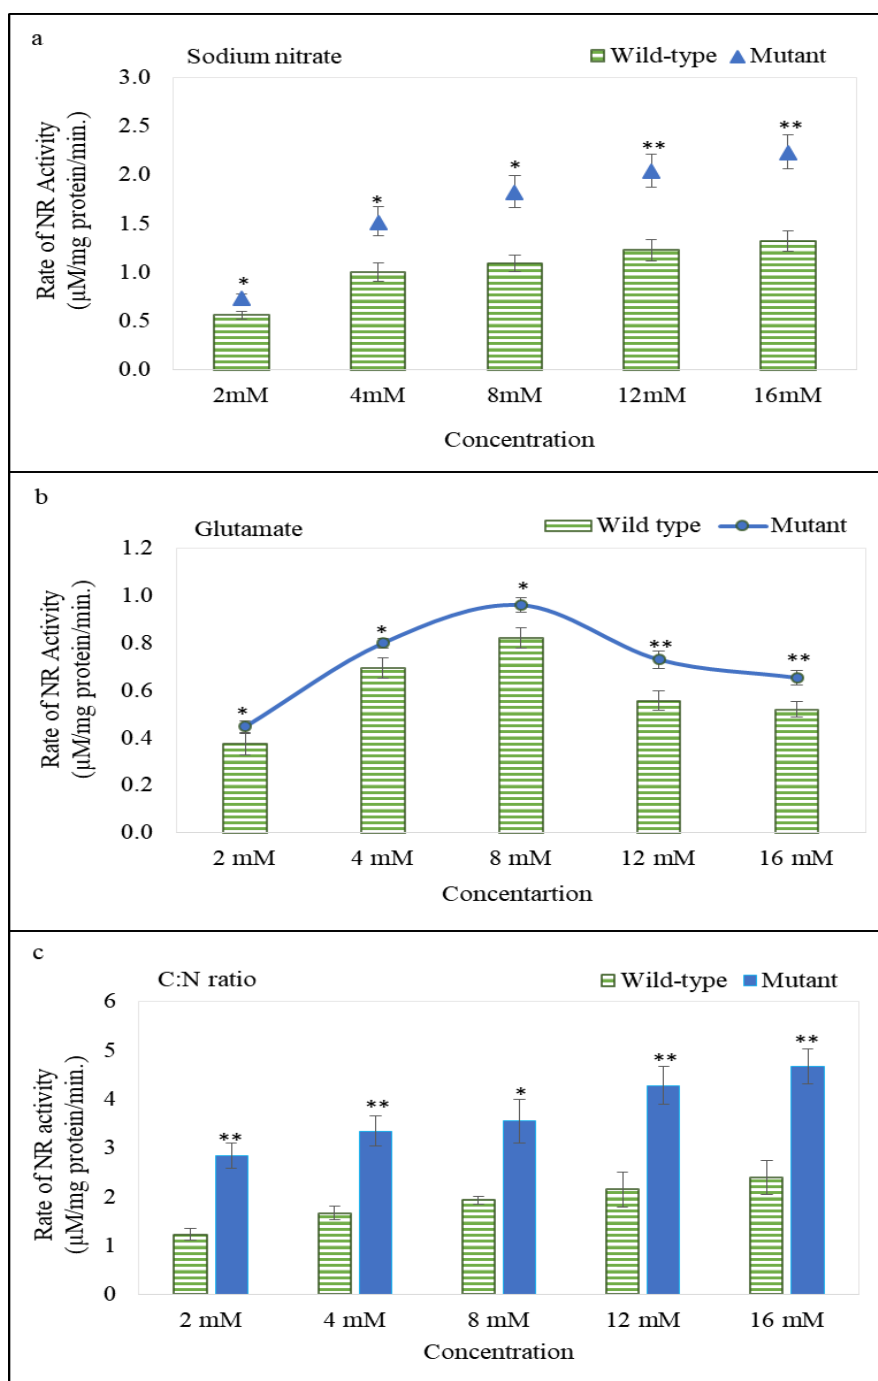 a
Sodium nitrate
Wild-type Mutant
Rate of NR Activity
(µM/mg protein/min.)
3.0
2.5
2.0
1.5
1.0
0.5
0.0
*
*
*
**
**
2mM 4mM 8mM 12mM 16mM
Concentration
b
Glutamate
Wild type Mutant
Rate of NR Activity
(µM/mg protein/min.)
1.2
1.0
0.8
0.6
0.4
0.2
0.0
*
*
*
**
**
2 mM 4 mM 8 mM 12 mM 16 mM
Concentartion
c
C:N ratio
Wild-type Mutant
Rate of NR activity
(µM/mg protein/min.)
6
5
4
3
2
1
0
**
**
*
**
**
2 mM 4 mM 8 mM 12 mM 16 mM
Concentration